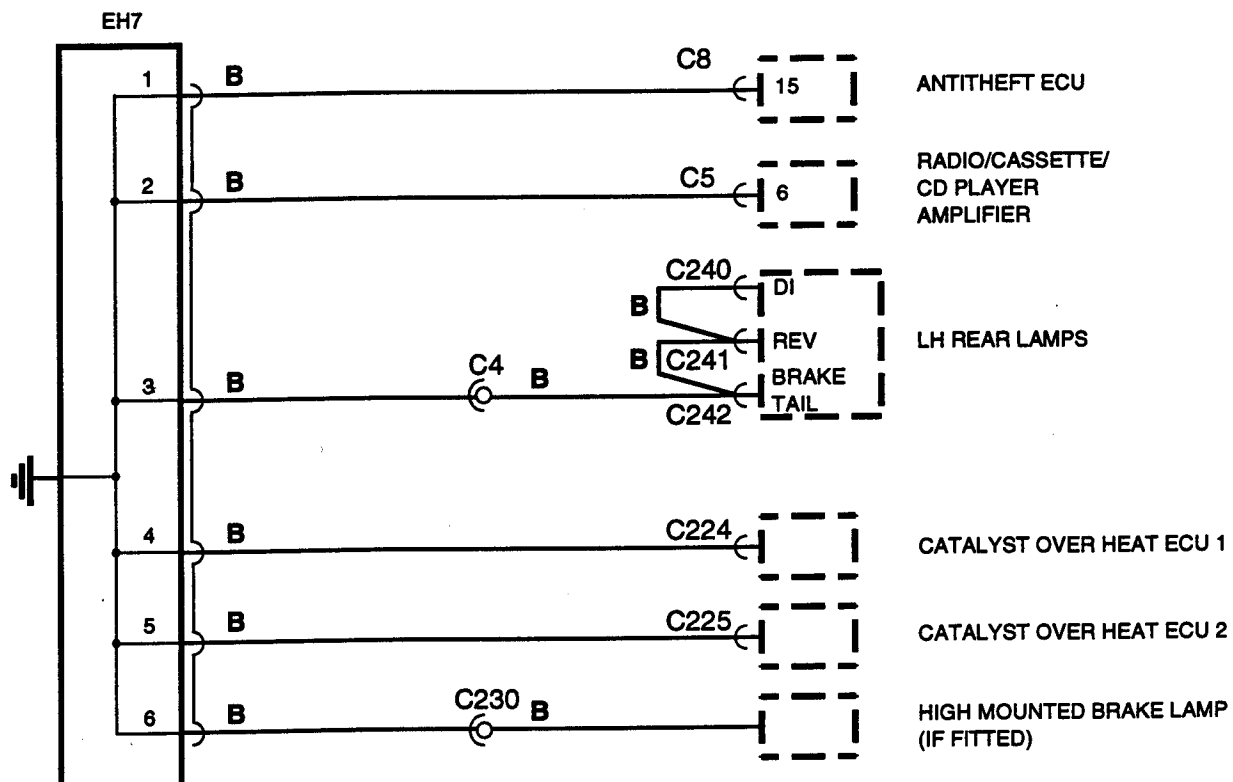 EH7
1 B C8 15 ANTITHEFT ECU
2 B C5 6 RADIO/CASSETTE/
CD PLAYER
AMPLIFIER
C240 DI
B
REV LH REAR LAMPS
B C241
3 B C4 B BRAKE
TAIL
C242
4 B C224 CATALYST OVER HEAT ECU 1
5 B C225 CATALYST OVER HEAT ECU 2
6 B C230 B HIGH MOUNTED BRAKE LAMP
(IF FITTED)